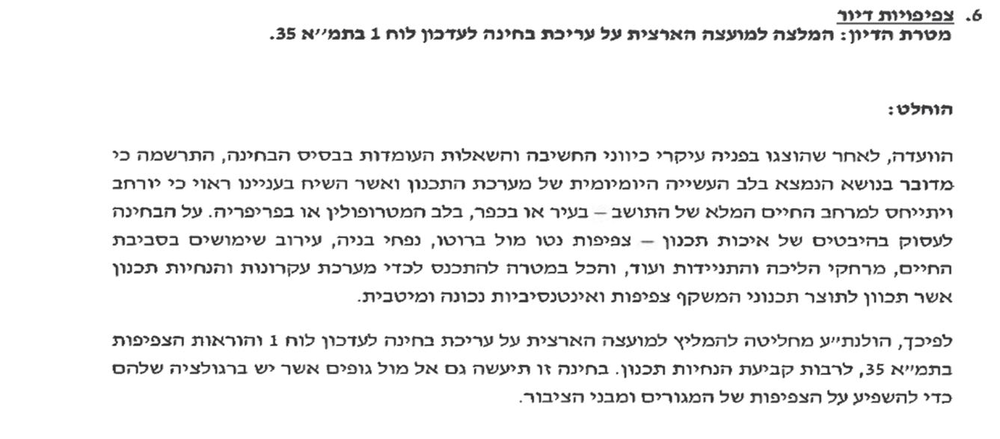 6. צפיפויות דיור
מטרת הדיון: המלצה למועצה הארצית על עריכת בחינה לעדכון לוח 1 בתמ״א 35.
הוחלט:
הוועדה, לאחר שהוצגו בפניה עיקרי כיווני החשיבה והשאלות העומדות בבסיס הבחינה, התרשמה כי
מדובר בנושא הנמצא בלב העשייה היומיומית של מערכת התכנון ואשר השיח בעניינו ראוי כי יורחב
ויתייחס למרחב החיים המלא של התושב – בעיר או בכפר, בלב המטרופולין או בפריפריה. על הבחינה
לעסוק בהיבטים של איכות תכנון – צפיפות נטו מול ברוטו, נפחי בניה, עירוב שימושים בסביבת
החיים, מרחקי הליכה והתניידות ועוד, והכל במטרה להתכנס לכדי מערכת עקרונות והנחיות תכנון
אשר תכוון לתוצר תכנוני המשקף צפיפות ואינטנסיביות נכונה ומיטבית.
לפיכך, הולנת״ע מחליטה להמליץ למועצה הארצית על עריכת בחינה לעדכון לוח 1 והוראות הצפיפות
בתמ״א 35, לרבות קביעת הנחיות תכנון. בחינה זו תיעשה גם אל מול גופים אשר יש ברגולציה שלהם
כדי להשפיע על הצפיפות של המגורים ומבני הציבור.